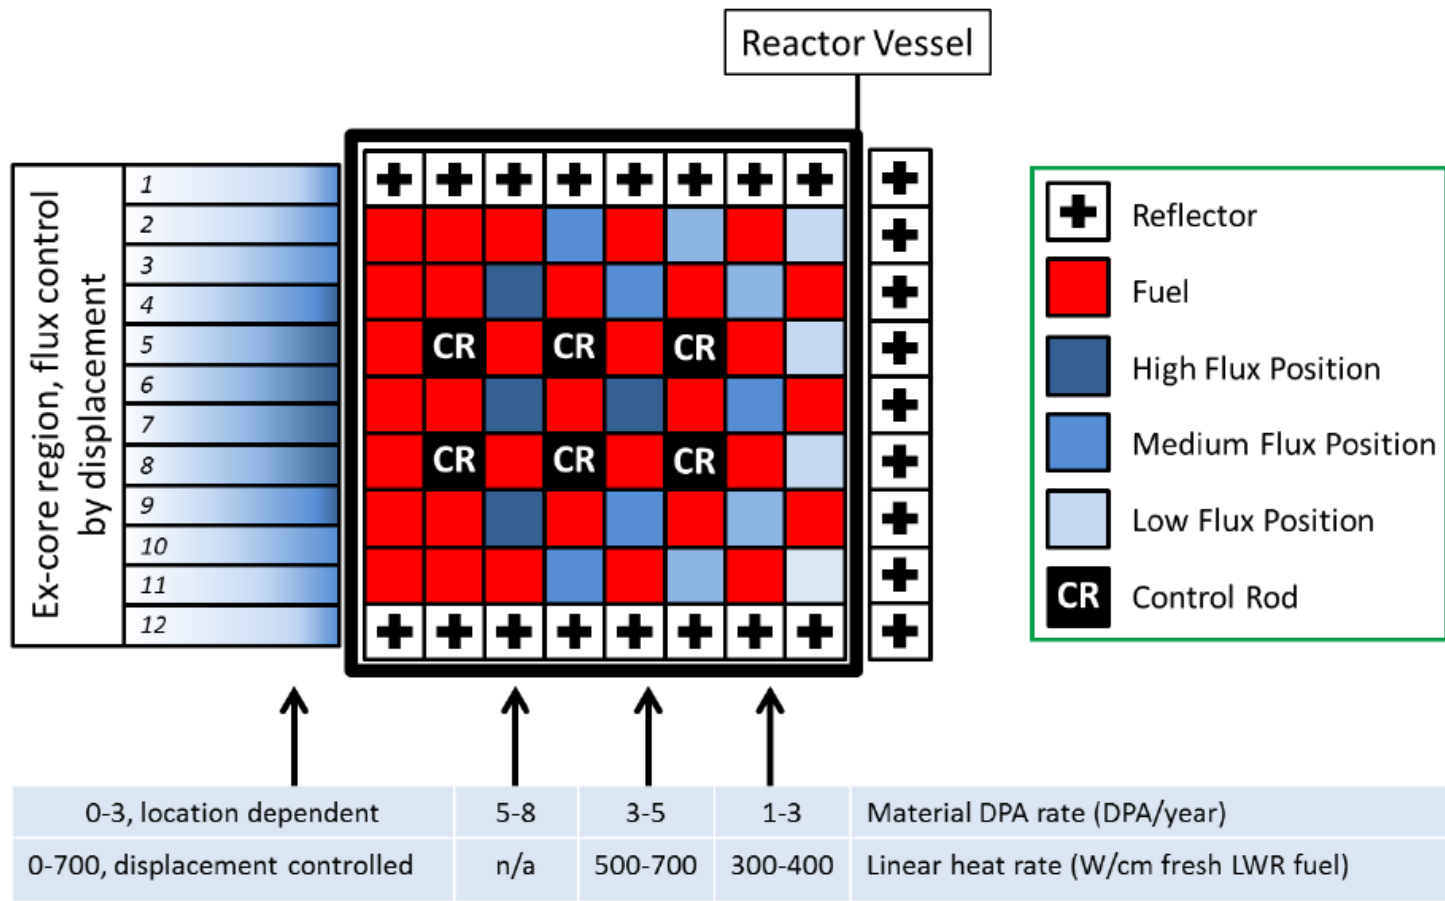 Reactor Vessel
Ex-core region, flux control
by displacement
1
2
3
4
5
6
7
8
9
10
11
12
CR CR CR
CR CR CR
Reflector
Fuel
High Flux Position
Medium Flux Position
Low Flux Position
CR Control Rod
0-3, location dependent 5-8 3-5 1-3 Material DPA rate (DPA/year)
0-700, displacement controlled n/a 500-700 300-400 Linear heat rate (W/cm fresh LWR fuel)